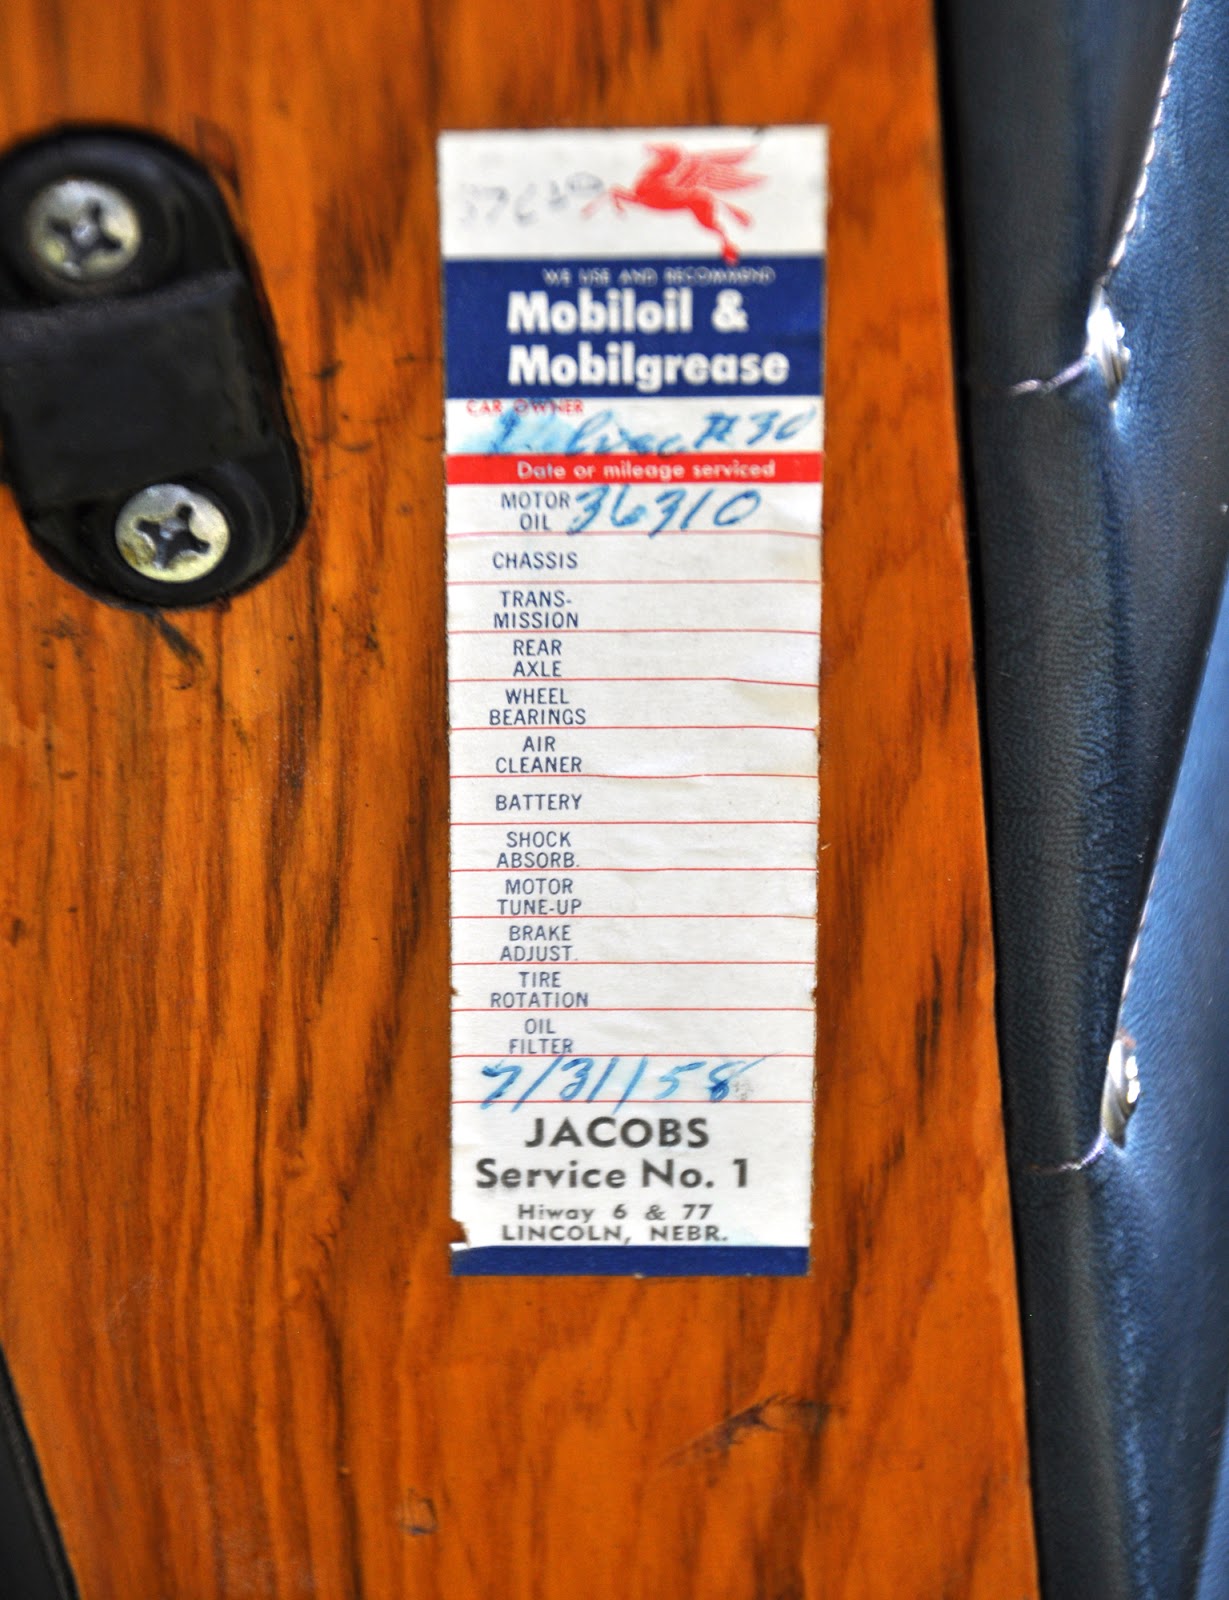 WE USE AND RECOMMEND
Mobiloil &
Mobilgrease
CAR OWNER
#30
Date or mileage serviced
MOTOR OIL 36310
CHASSIS
TRANS-
MISSION
REAR
AXLE
WHEEL
BEARINGS
AIR
CLEANER
BATTERY
SHOCK
ABSORB.
MOTOR
TUNE-UP
BRAKE
ADJUST.
TIRE
ROTATION
OIL
FILTER
7/31/58
JACOBS
Service No. 1
Hiway 6 & 77
LINCOLN, NEBR.